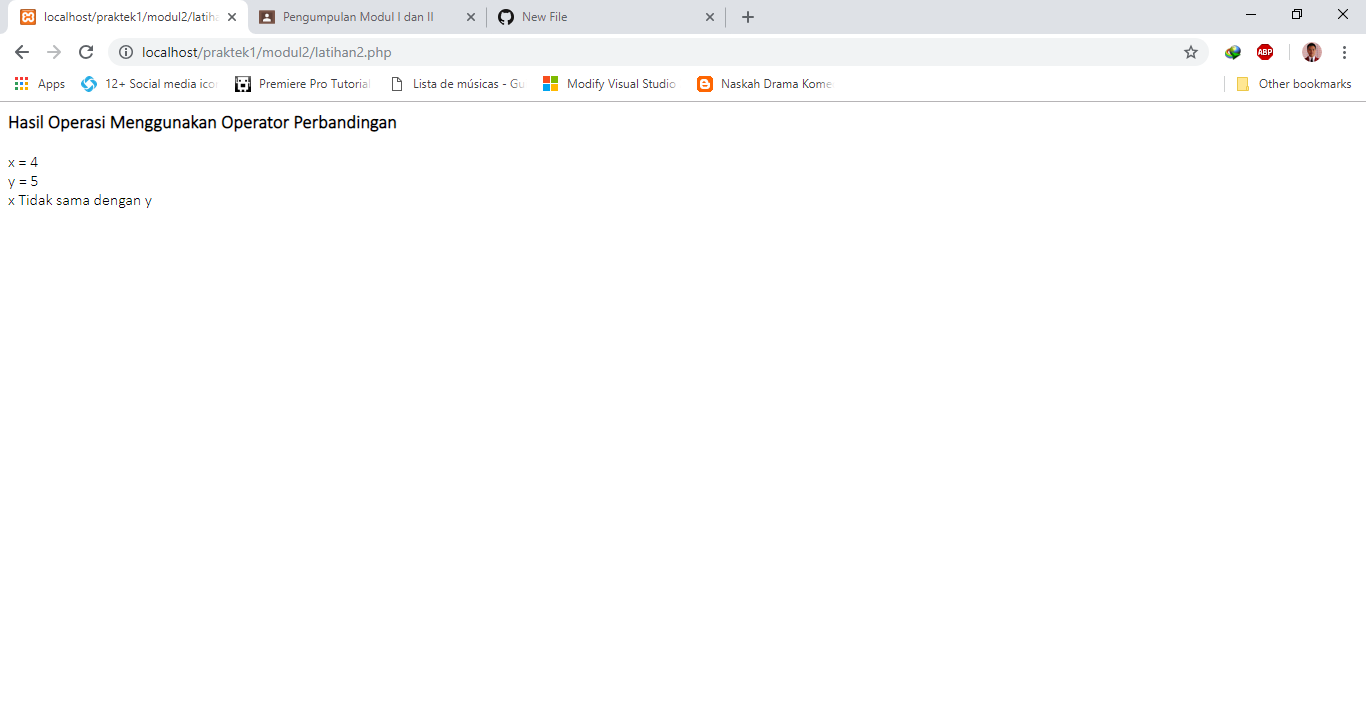 localhost/praktek1/modul2/latih
Pengumpulan Modul I dan II
New File
localhost/praktek1/modul2/latihan2.php
ABP
Apps
12+ Social media ico
Premiere Pro Tutorial
Lista de músicas - Gu
Modify Visual Studio
Naskah Drama Kome
Other bookmarks
Hasil Operasi Menggunakan Operator Perbandingan
x = 4
y = 5
x Tidak sama dengan y